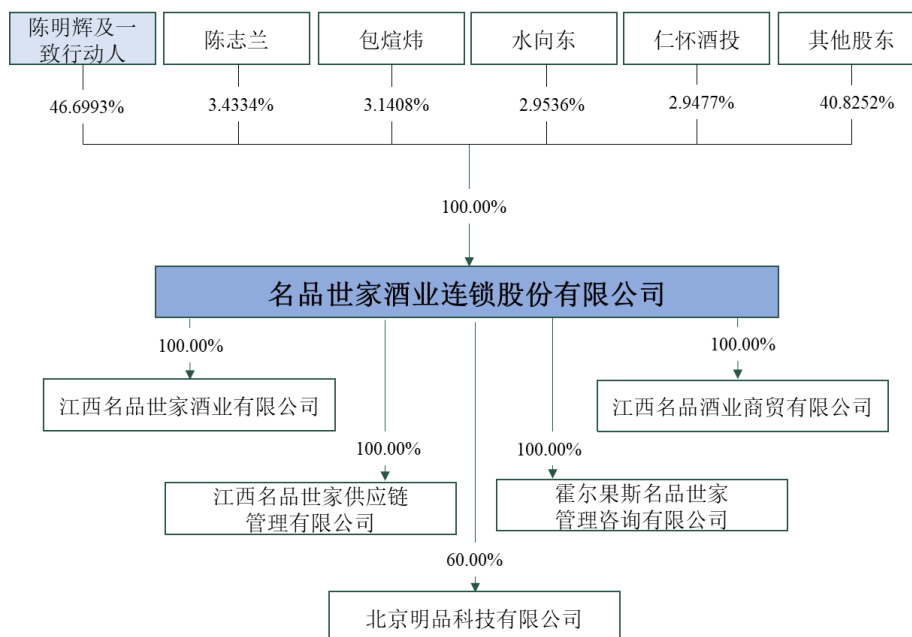 陈明辉及一
致行动人
陈志兰
包煊炜
水向东
仁怀酒投
其他股东
46.6993%
3.4334%
3.1408%
2.9536%
2.9477%
40.8252%
100.00%
名品世家酒业连锁股份有限公司
100.00%
100.00%
江西名品世家酒业有限公司
江西名品酒业商贸有限公司
100.00%
100.00%
江西名品世家供应链
管理有限公司
霍尔果斯名品世家
管理咨询有限公司
60.00%
北京明品科技有限公司